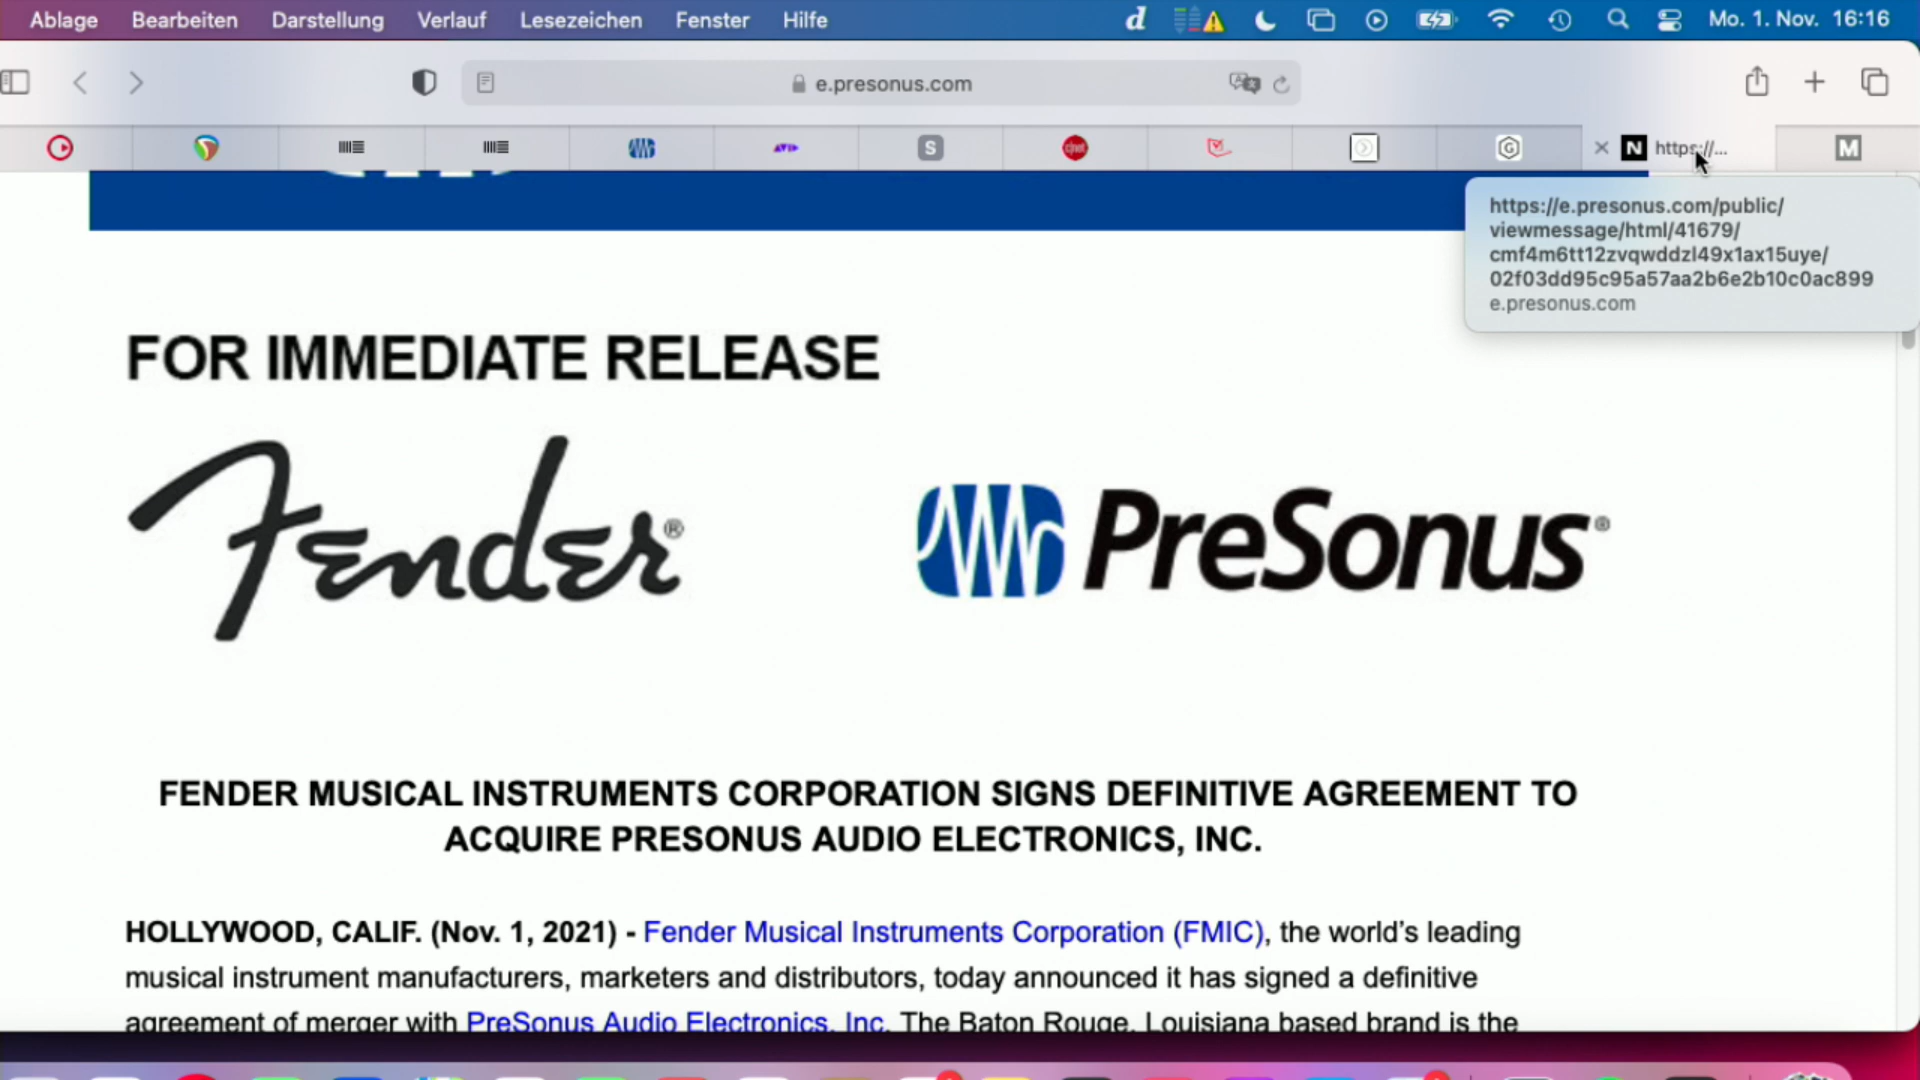 Ablage Bearbeiten Darstellung Verlauf Lesezeichen Fenster Hilfe Mo. 1. Nov. 16:16
e.presonus.com
https://...
https://e.presonus.com/public/
viewmessage/html/41679/
cmf4m6tt12zvqwddzl49x1ax15uye/
02f03dd95c95a57aa2b6e2b10c0ac899
e.presonus.com
FOR IMMEDIATE RELEASE
Fender®
PreSonus®
FENDER MUSICAL INSTRUMENTS CORPORATION SIGNS DEFINITIVE AGREEMENT TO
ACQUIRE PRESONUS AUDIO ELECTRONICS, INC.
HOLLYWOOD, CALIF. (Nov. 1, 2021) - Fender Musical Instruments Corporation (FMIC), the world’s leading
musical instrument manufacturers, marketers and distributors, today announced it has signed a definitive
agreement of merger with PreSonus Audio Electronics, Inc. The Baton Rouge, Louisiana based brand is the